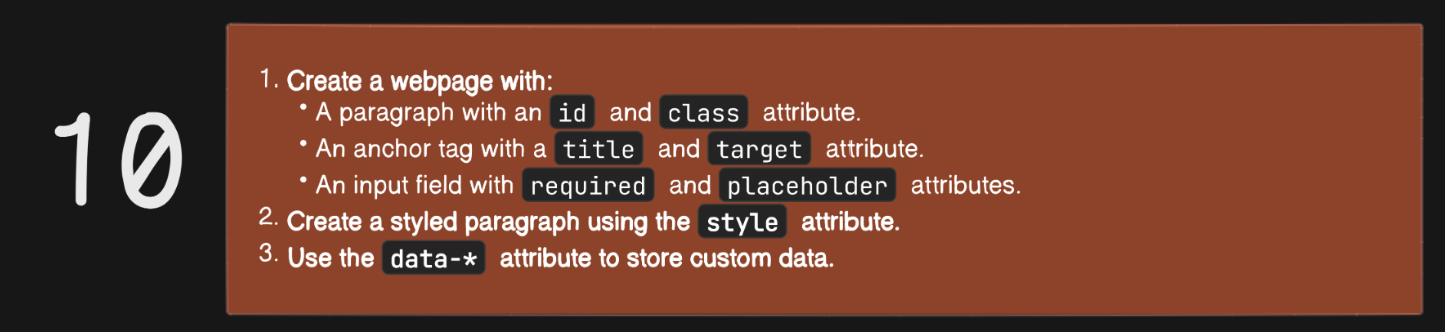 10
1. Create a webpage with:
• A paragraph with an id and class attribute.
• An anchor tag with a title and target attribute.
• An input field with required and placeholder attributes.
2. Create a styled paragraph using the style attribute.
3. Use the data-* attribute to store custom data.